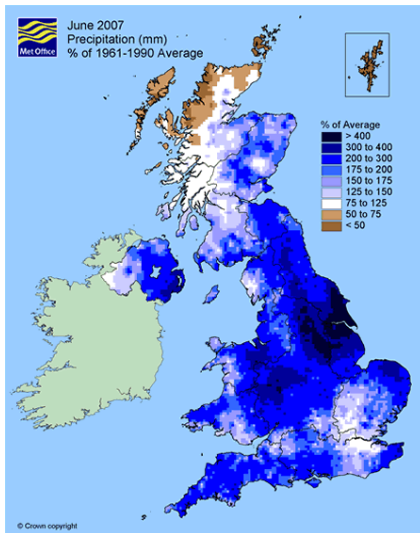 Met Office
June 2007
Precipitation (mm)
% of 1961-1990 Average
% of Average
> 400
300 to 400
200 to 300
175 to 200
150 to 175
125 to 150
75 to 125
50 to 75
< 50
© Crown copyright